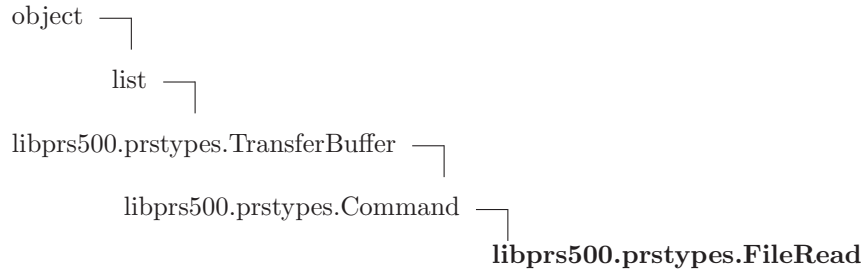 object
list
libprs500.prstypes.TransferBuffer
libprs500.prstypes.Command
libprs500.prstypes.FileRead